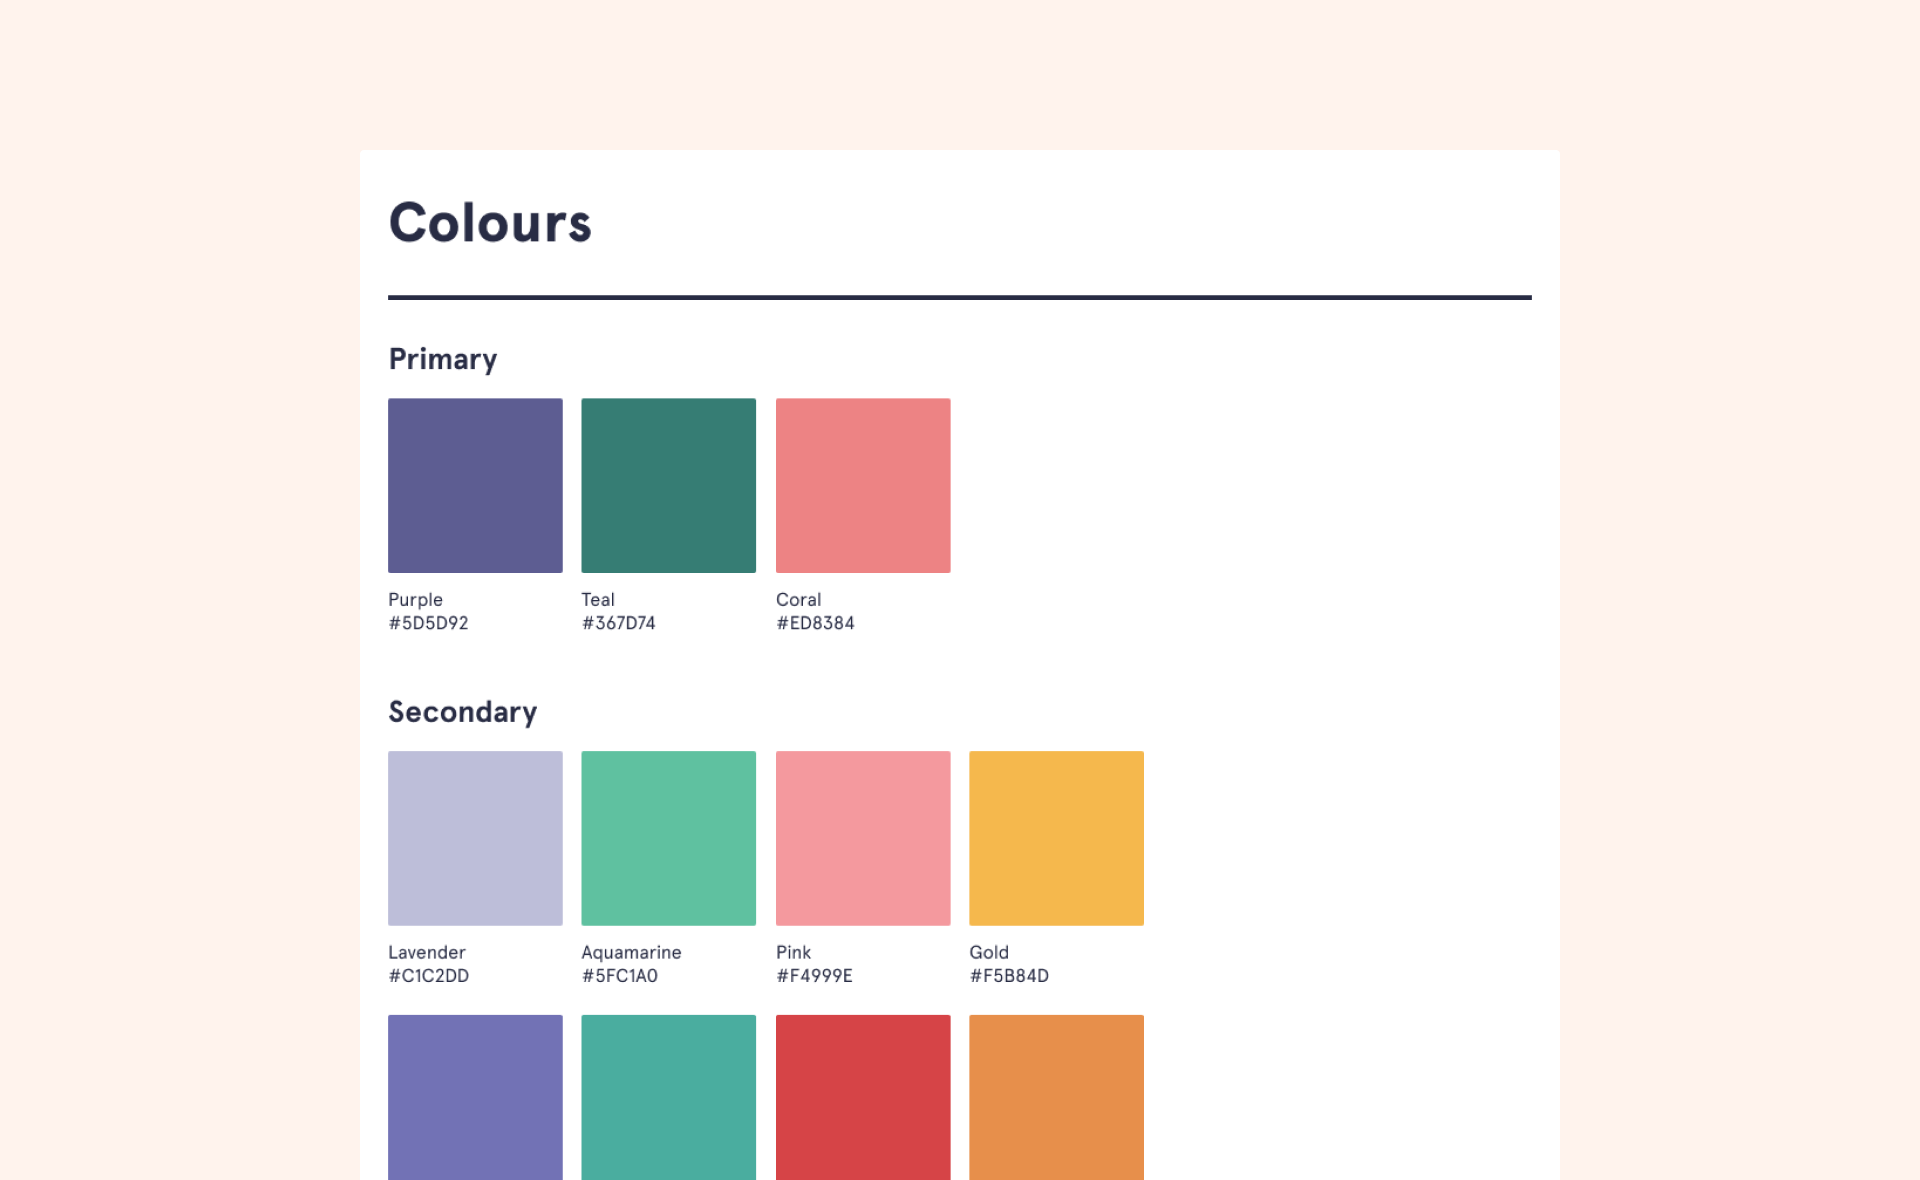 Colours
Primary
Purple
#5D5D92
Teal
#367D74
Coral
#ED8384
Secondary
Lavender
#C1C2DD
Aquamarine
#5FC1A0
Pink
#F4999E
Gold
#F5B84D